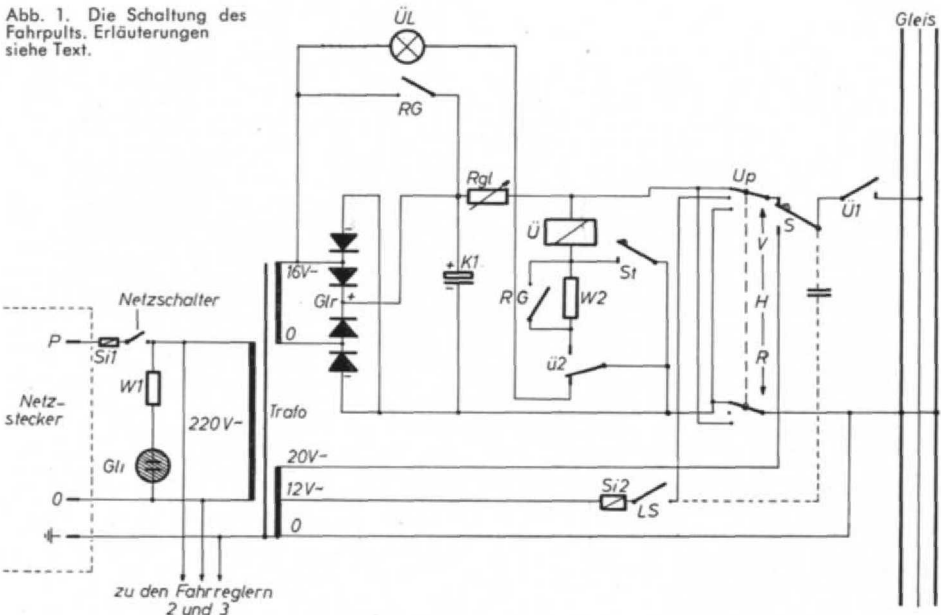 Abb. 1. Die Schaltung des
Fahrpults. Erläuterungen
siehe Text.
Gleis
ÜL
RG
Rgl
Up
Ü
S
Ü1
St
V
16V~
+
K1
RG
W2
H
Netzschalter
Glr
+
R
P
Si1
0
ü2
W1
Netz-
stecker
220V~
Trafo
Gli
20V~
12V~
Si2
LS
0
0
zu den Fahrreglern
2 und 3